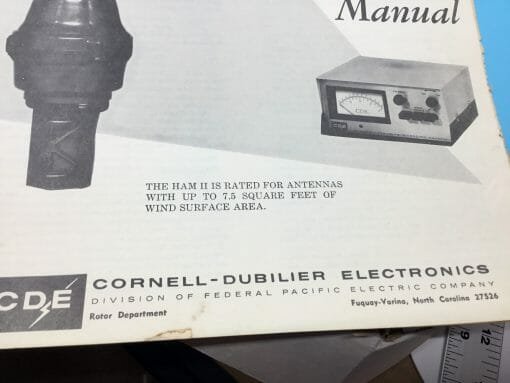 Manual
CDE
THE HAM II IS RATED FOR ANTENNAS
WITH UP TO 7.5 SQUARE FEET OF
WIND SURFACE AREA.
CDE
CORNELL-DUBILIER ELECTRONICS
DIVISION OF FEDERAL PACIFIC ELECTRIC COMPANY
Rotor Department
Fuquay-Varina, North Carolina 27526
12